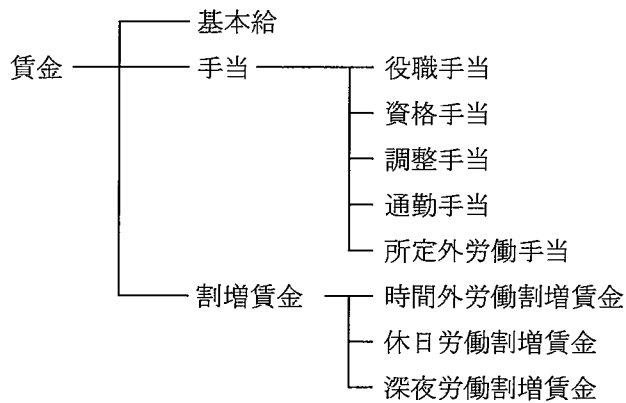 基本給
賃金 手当 役職手当
資格手当
調整手当
通勤手当
所定外労働手当
割増賃金 時間外労働割増賃金
休日労働割増賃金
深夜労働割増賃金